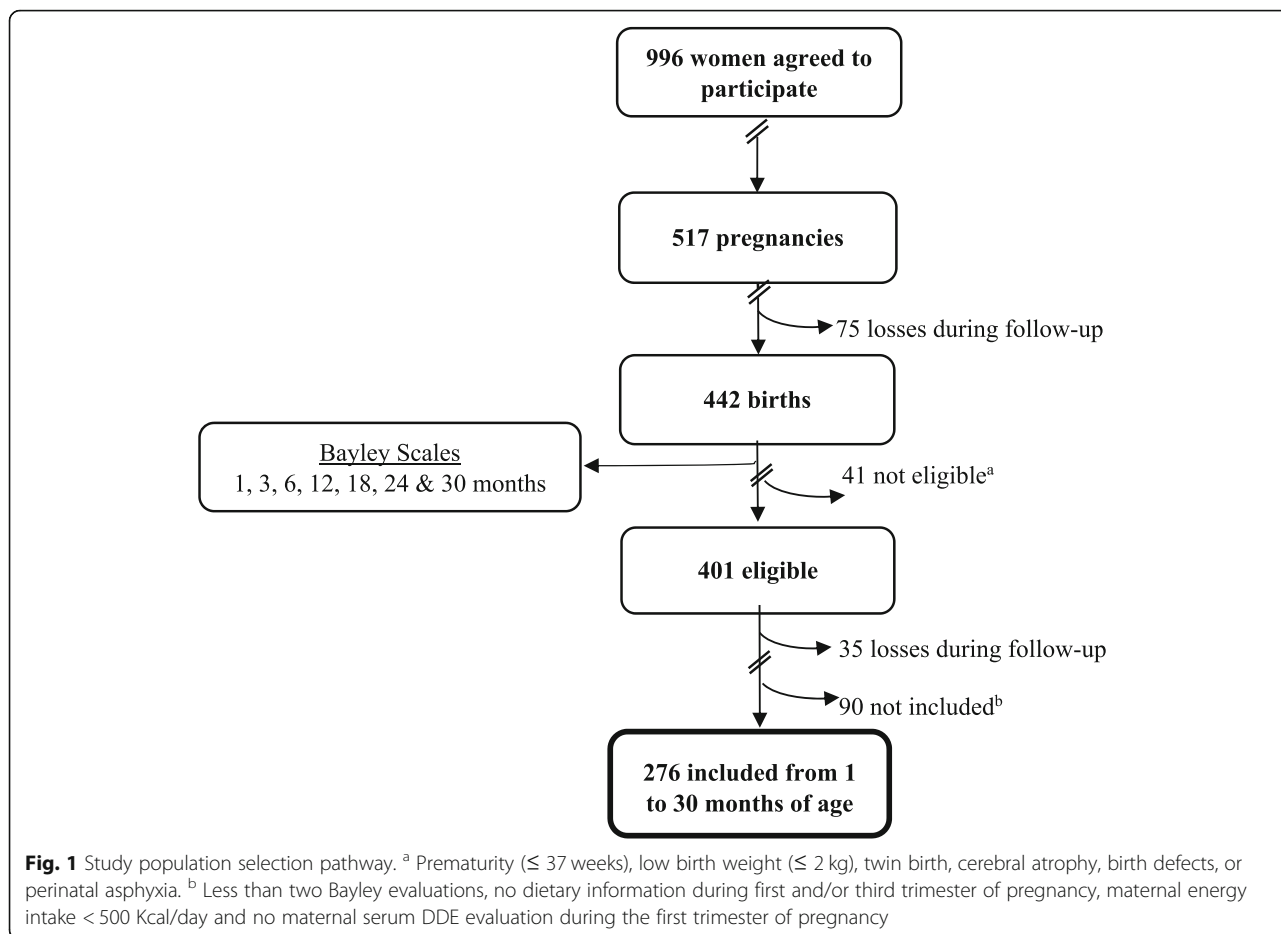 996 women agreed to
participate
517 pregnancies
75 losses during follow-up
442 births
Bayley Scales
1, 3, 6, 12, 18, 24 & 30 months
41 not eligibleᵃ
401 eligible
35 losses during follow-up
90 not includedᵇ
276 included from 1
to 30 months of age
Fig. 1 Study population selection pathway. ᵃ Prematurity (≤ 37 weeks), low birth weight (≤ 2 kg), twin birth, cerebral atrophy, birth defects, or
perinatal asphyxia. ᵇ Less than two Bayley evaluations, no dietary information during first and/or third trimester of pregnancy, maternal energy
intake < 500 Kcal/day and no maternal serum DDE evaluation during the first trimester of pregnancy